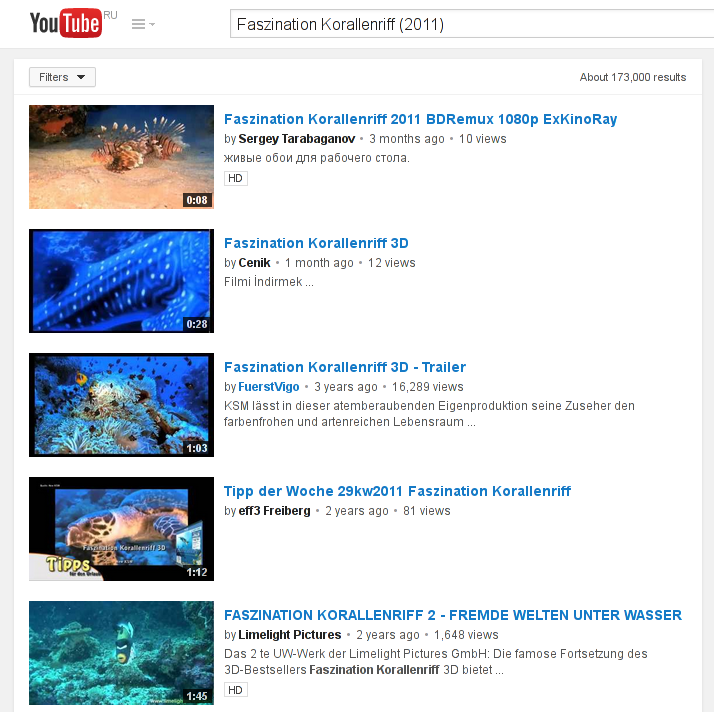 YouTube RU
Faszination Korallenriff (2011)
Filters
About 173,000 results
Faszination Korallenriff 2011 BDRemux 1080p ExKinoRay
by Sergey Tarabaganov • 3 months ago • 10 views
живые обои для рабочего стола.
HD
0:08
Faszination Korallenriff 3D
by Cenik • 1 month ago • 12 views
Filmi İndirmek ...
0:28
Faszination Korallenriff 3D - Trailer
by FuerstVigo • 3 years ago • 16,289 views
KSM lässt in dieser atemberaubenden Eigenproduktion seine Zuseher den
farbenfrohen und artenreichen Lebensraum ...
1:03
Tipp der Woche 29kw2011 Faszination Korallenriff
by eff3 Freiberg • 2 years ago • 81 views
Faszination Korallenriff 3D
Tipps
für den Urlaub
1:12
FASZINATION KORALLENRIFF 2 - FREMDE WELTEN UNTER WASSER
by Limelight Pictures • 2 years ago • 1,648 views
Das 2 te UW-Werk der Limelight Pictures GmbH: Die famose Fortsetzung des
3D-Bestsellers Faszination Korallenriff 3D bietet ...
HD
1:45